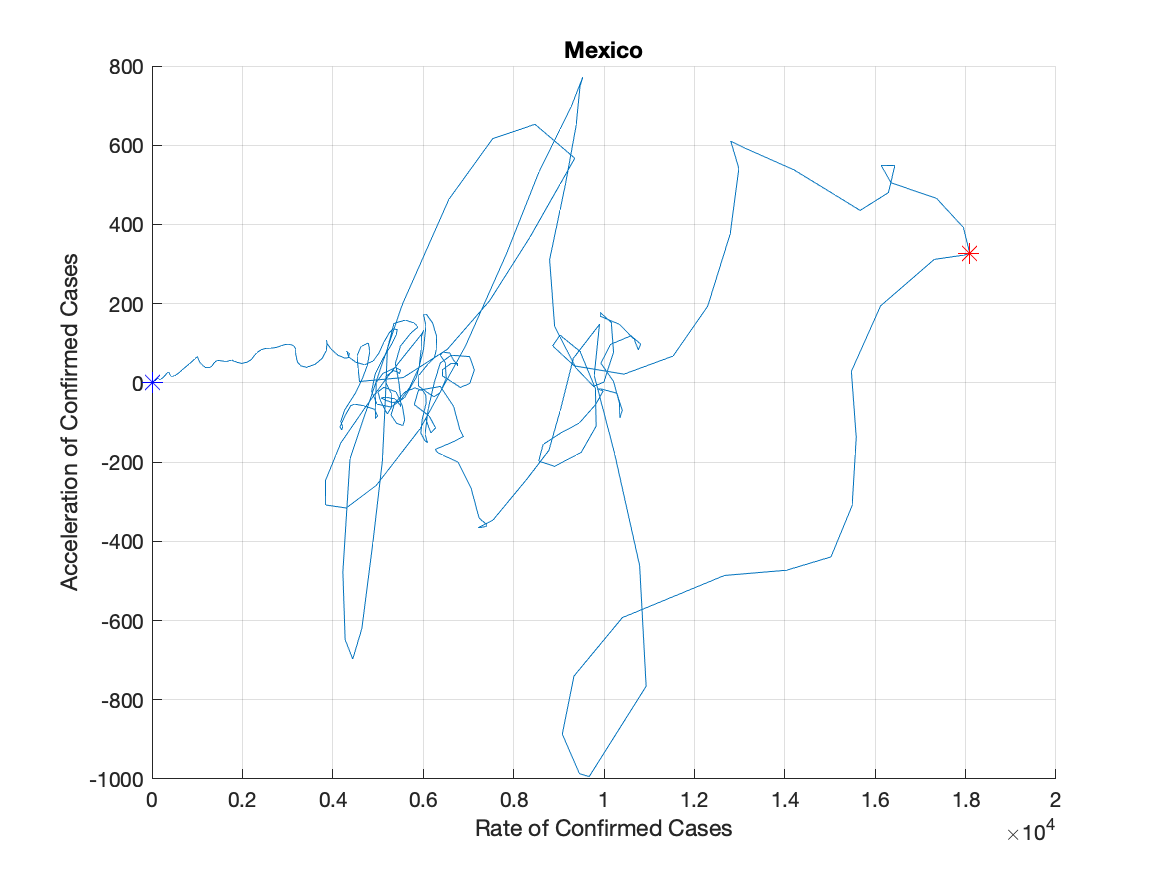 Mexico
800
600
400
200
0
-200
-400
-600
-800
-1000
Acceleration of Confirmed Cases
0 0.2 0.4 0.6 0.8 1 1.2 1.4 1.6 1.8 2
Rate of Confirmed Cases
×10⁴